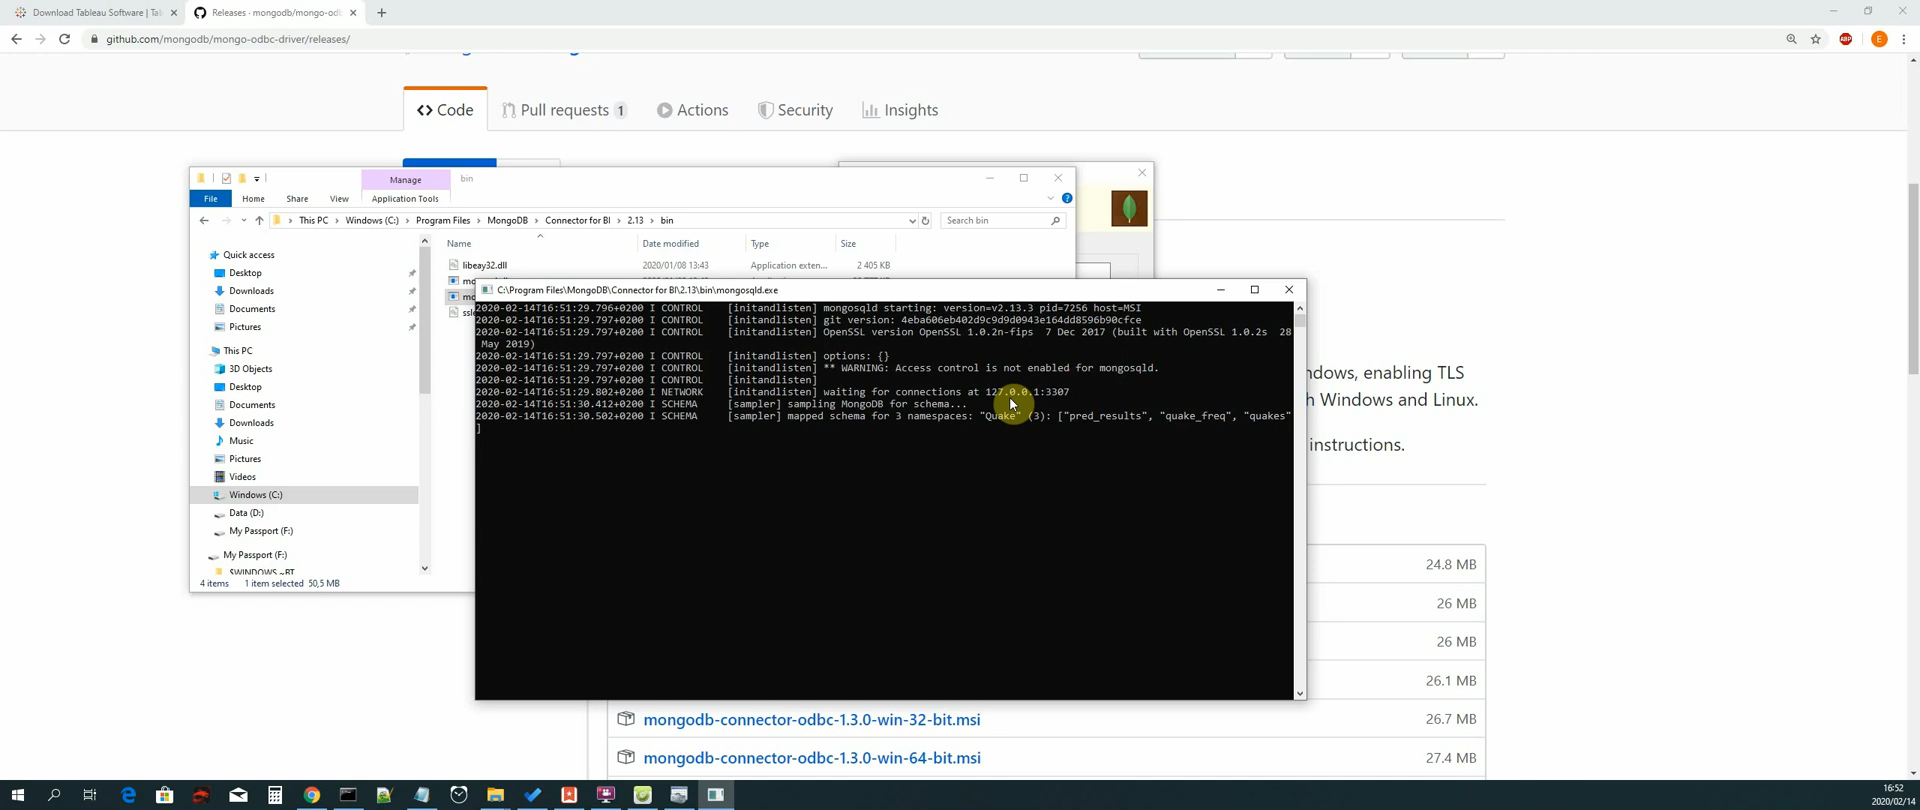 Download Tableau Software | Ta
Releases · mongodb/mongo-od
github.com/mongodb/mongo-odbc-driver/releases/
ABP
E
Code
Pull requests 1
Actions
Security
Insights
Manage
bin
File
Home
Share
View
Application Tools
This PC
Windows (C:)
Program Files
MongoDB
Connector for BI
2.13
bin
Search bin
Name
Date modified
Type
Size
Quick access
Desktop
Downloads
Documents
Pictures
This PC
3D Objects
Desktop
Documents
Downloads
Music
Pictures
Videos
Windows (C:)
Data (D:)
My Passport (F:)
My Passport (F:)
$WINDOWS.~BT
4 items 1 item selected 50,5 MB
libeay32.dll 2020/01/08 13:43 Application exten... 2 405 KB
C:\Program Files\MongoDB\Connector for BI\2.13\bin\mongosqld.exe
2020-02-14T16:51:29.796+0200 I CONTROL [initandlisten] mongosqld starting: version=v2.13.3 pid=7256 host=MSI
2020-02-14T16:51:29.797+0200 I CONTROL [initandlisten] git version: 4eba606eb402d9c9d9d0943e164dd8596b90cfce
2020-02-14T16:51:29.797+0200 I CONTROL [initandlisten] OpenSSL version OpenSSL 1.0.2n-fips 7 Dec 2017 (built with OpenSSL 1.0.2s 28
May 2019)
2020-02-14T16:51:29.797+0200 I CONTROL [initandlisten] options: {}
2020-02-14T16:51:29.797+0200 I CONTROL [initandlisten] ** WARNING: Access control is not enabled for mongosqld.
2020-02-14T16:51:29.797+0200 I CONTROL [initandlisten]
2020-02-14T16:51:29.802+0200 I NETWORK [initandlisten] waiting for connections at 127.0.0.1:3307
2020-02-14T16:51:30.412+0200 I SCHEMA [sampler] sampling MongoDB for schema...
2020-02-14T16:51:30.502+0200 I SCHEMA [sampler] mapped schema for 3 namespaces: "Quake" (3): ["pred_results", "quake_freq", "quakes"
]
ndows, enabling TLS
h Windows and Linux.
instructions.
24.8 MB
26 MB
26 MB
26.1 MB
mongodb-connector-odbc-1.3.0-win-32-bit.msi 26.7 MB
mongodb-connector-odbc-1.3.0-win-64-bit.msi 27.4 MB
16:52
2020/02/14